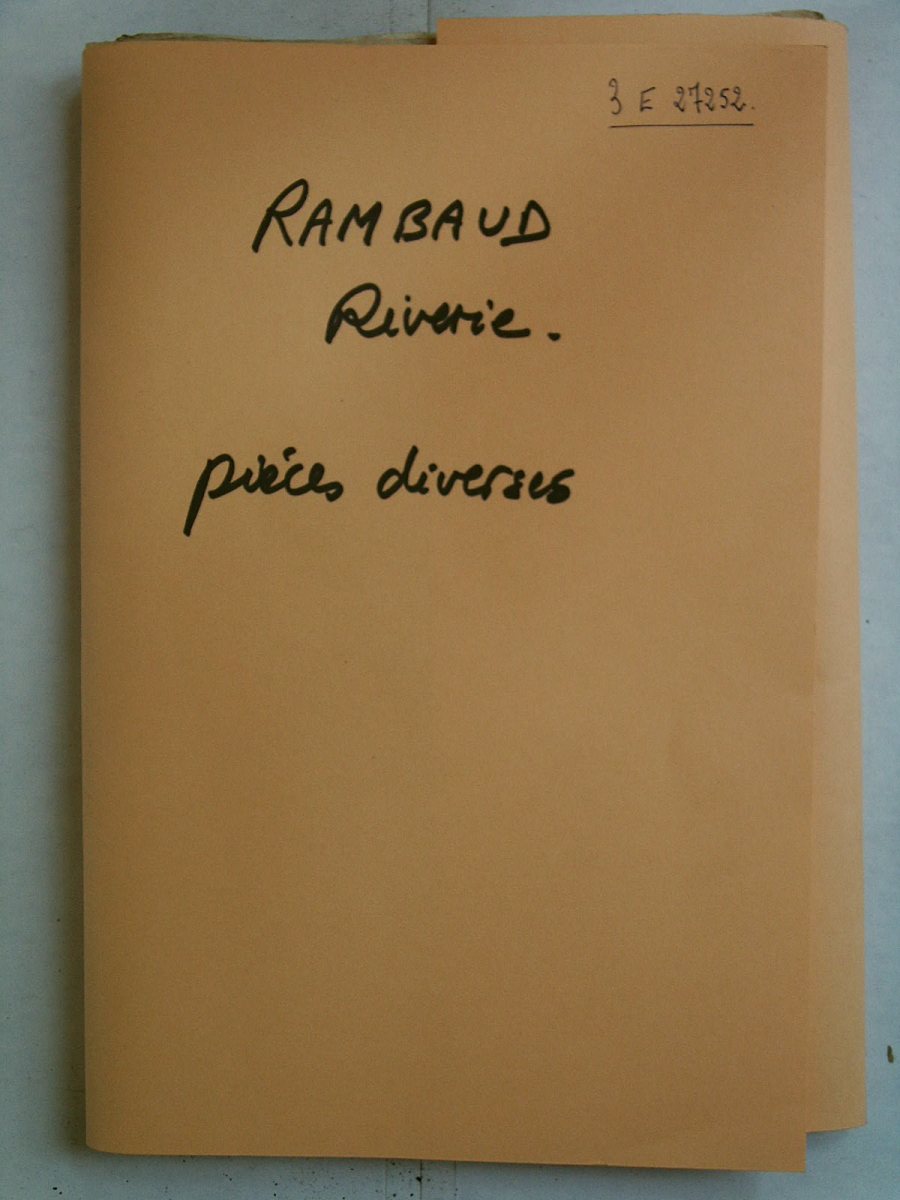 3 E 27252.
RAMBAUD
Riverie.
pièces diverses